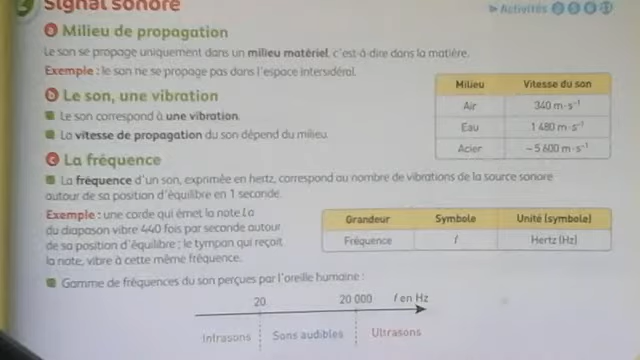 2 Signal sonore
▶ Activités
a Milieu de propagation
Le son se propage uniquement dans un milieu matériel, c'est-à-dire dans la matière.
Exemple : le son ne se propage pas dans l'espace intersidéral.
b Le son, une vibration
Le son correspond à une vibration.
La vitesse de propagation du son dépend du milieu.
Milieu Vitesse du son
Air 340 m·s⁻¹
Eau 1 480 m·s⁻¹
Acier ~ 5 600 m·s⁻¹
c La fréquence
La fréquence d'un son, exprimée en hertz, correspond au nombre de vibrations de la source sonore
autour de sa position d'équilibre en 1 seconde.
Exemple : une corde qui émet la note La
du diapason vibre 440 fois par seconde autour
de sa position d'équilibre ; le tympan qui reçoit
la note, vibre à cette même fréquence.
Grandeur Symbole Unité (symbole)
Fréquence f Hertz (Hz)
Gamme de fréquences du son perçues par l'oreille humaine :
20 20 000 f en Hz
Infrasons Sons audibles Ultrasons